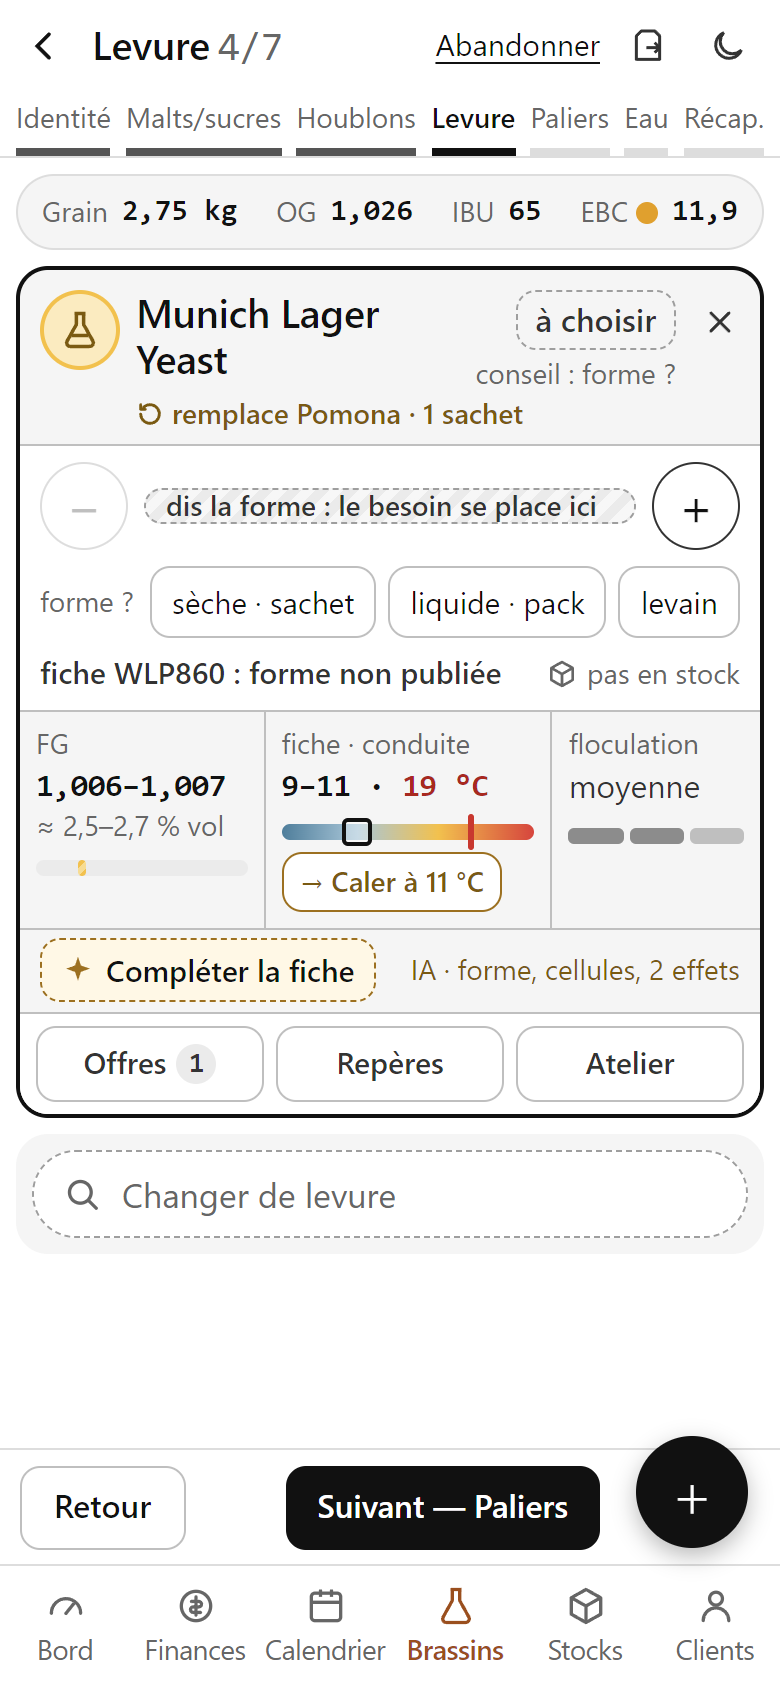 Levure 4/7
Abandonner
Identité Malts/sucres Houblons Levure Paliers Eau Récap.
Grain 2,75 kg OG 1,026 IBU 65 EBC 11,9
Munich Lager
Yeast
à choisir
conseil : forme ?
remplace Pomona · 1 sachet
− dis la forme : le besoin se place ici +
forme ? sèche · sachet liquide · pack levain
fiche WLP860 : forme non publiée pas en stock
FG
1,006–1,007
≈ 2,5–2,7 % vol
fiche · conduite
9–11 · 19 °C
→ Caler à 11 °C
floculation
moyenne
Compléter la fiche IA · forme, cellules, 2 effets
Offres 1 Repères Atelier
Changer de levure
Retour Suivant — Paliers +
Bord Finances Calendrier Brassins Stocks Clients